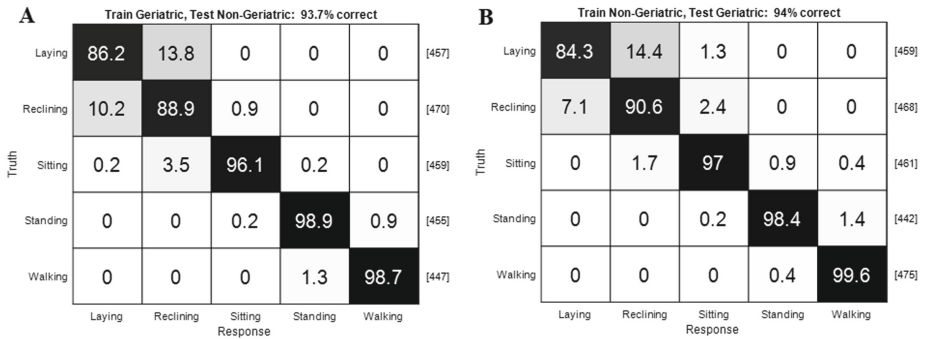 A
Train Geriatric, Test Non-Geriatric: 93.7% correct
Laying 86.2 13.8 0 0 0 [457]
Reclining 10.2 88.9 0.9 0 0 [470]
Sitting 0.2 3.5 96.1 0.2 0 [459]
Standing 0 0 0.2 98.9 0.9 [455]
Walking 0 0 0 1.3 98.7 [447]
Truth
Laying Reclining Sitting Standing Walking
Response
B
Train Non-Geriatric, Test Geriatric: 94% correct
Laying 84.3 14.4 1.3 0 0 [459]
Reclining 7.1 90.6 2.4 0 0 [468]
Sitting 0 1.7 97 0.9 0.4 [461]
Standing 0 0 0.2 98.4 1.4 [442]
Walking 0 0 0 0.4 99.6 [475]
Truth
Laying Reclining Sitting Standing Walking
Response